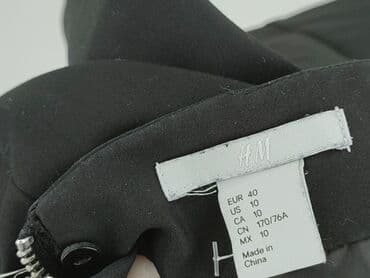 H&M
EUR 40
US 10
CA 10
CN 170/76A
MX 10
Made in
China